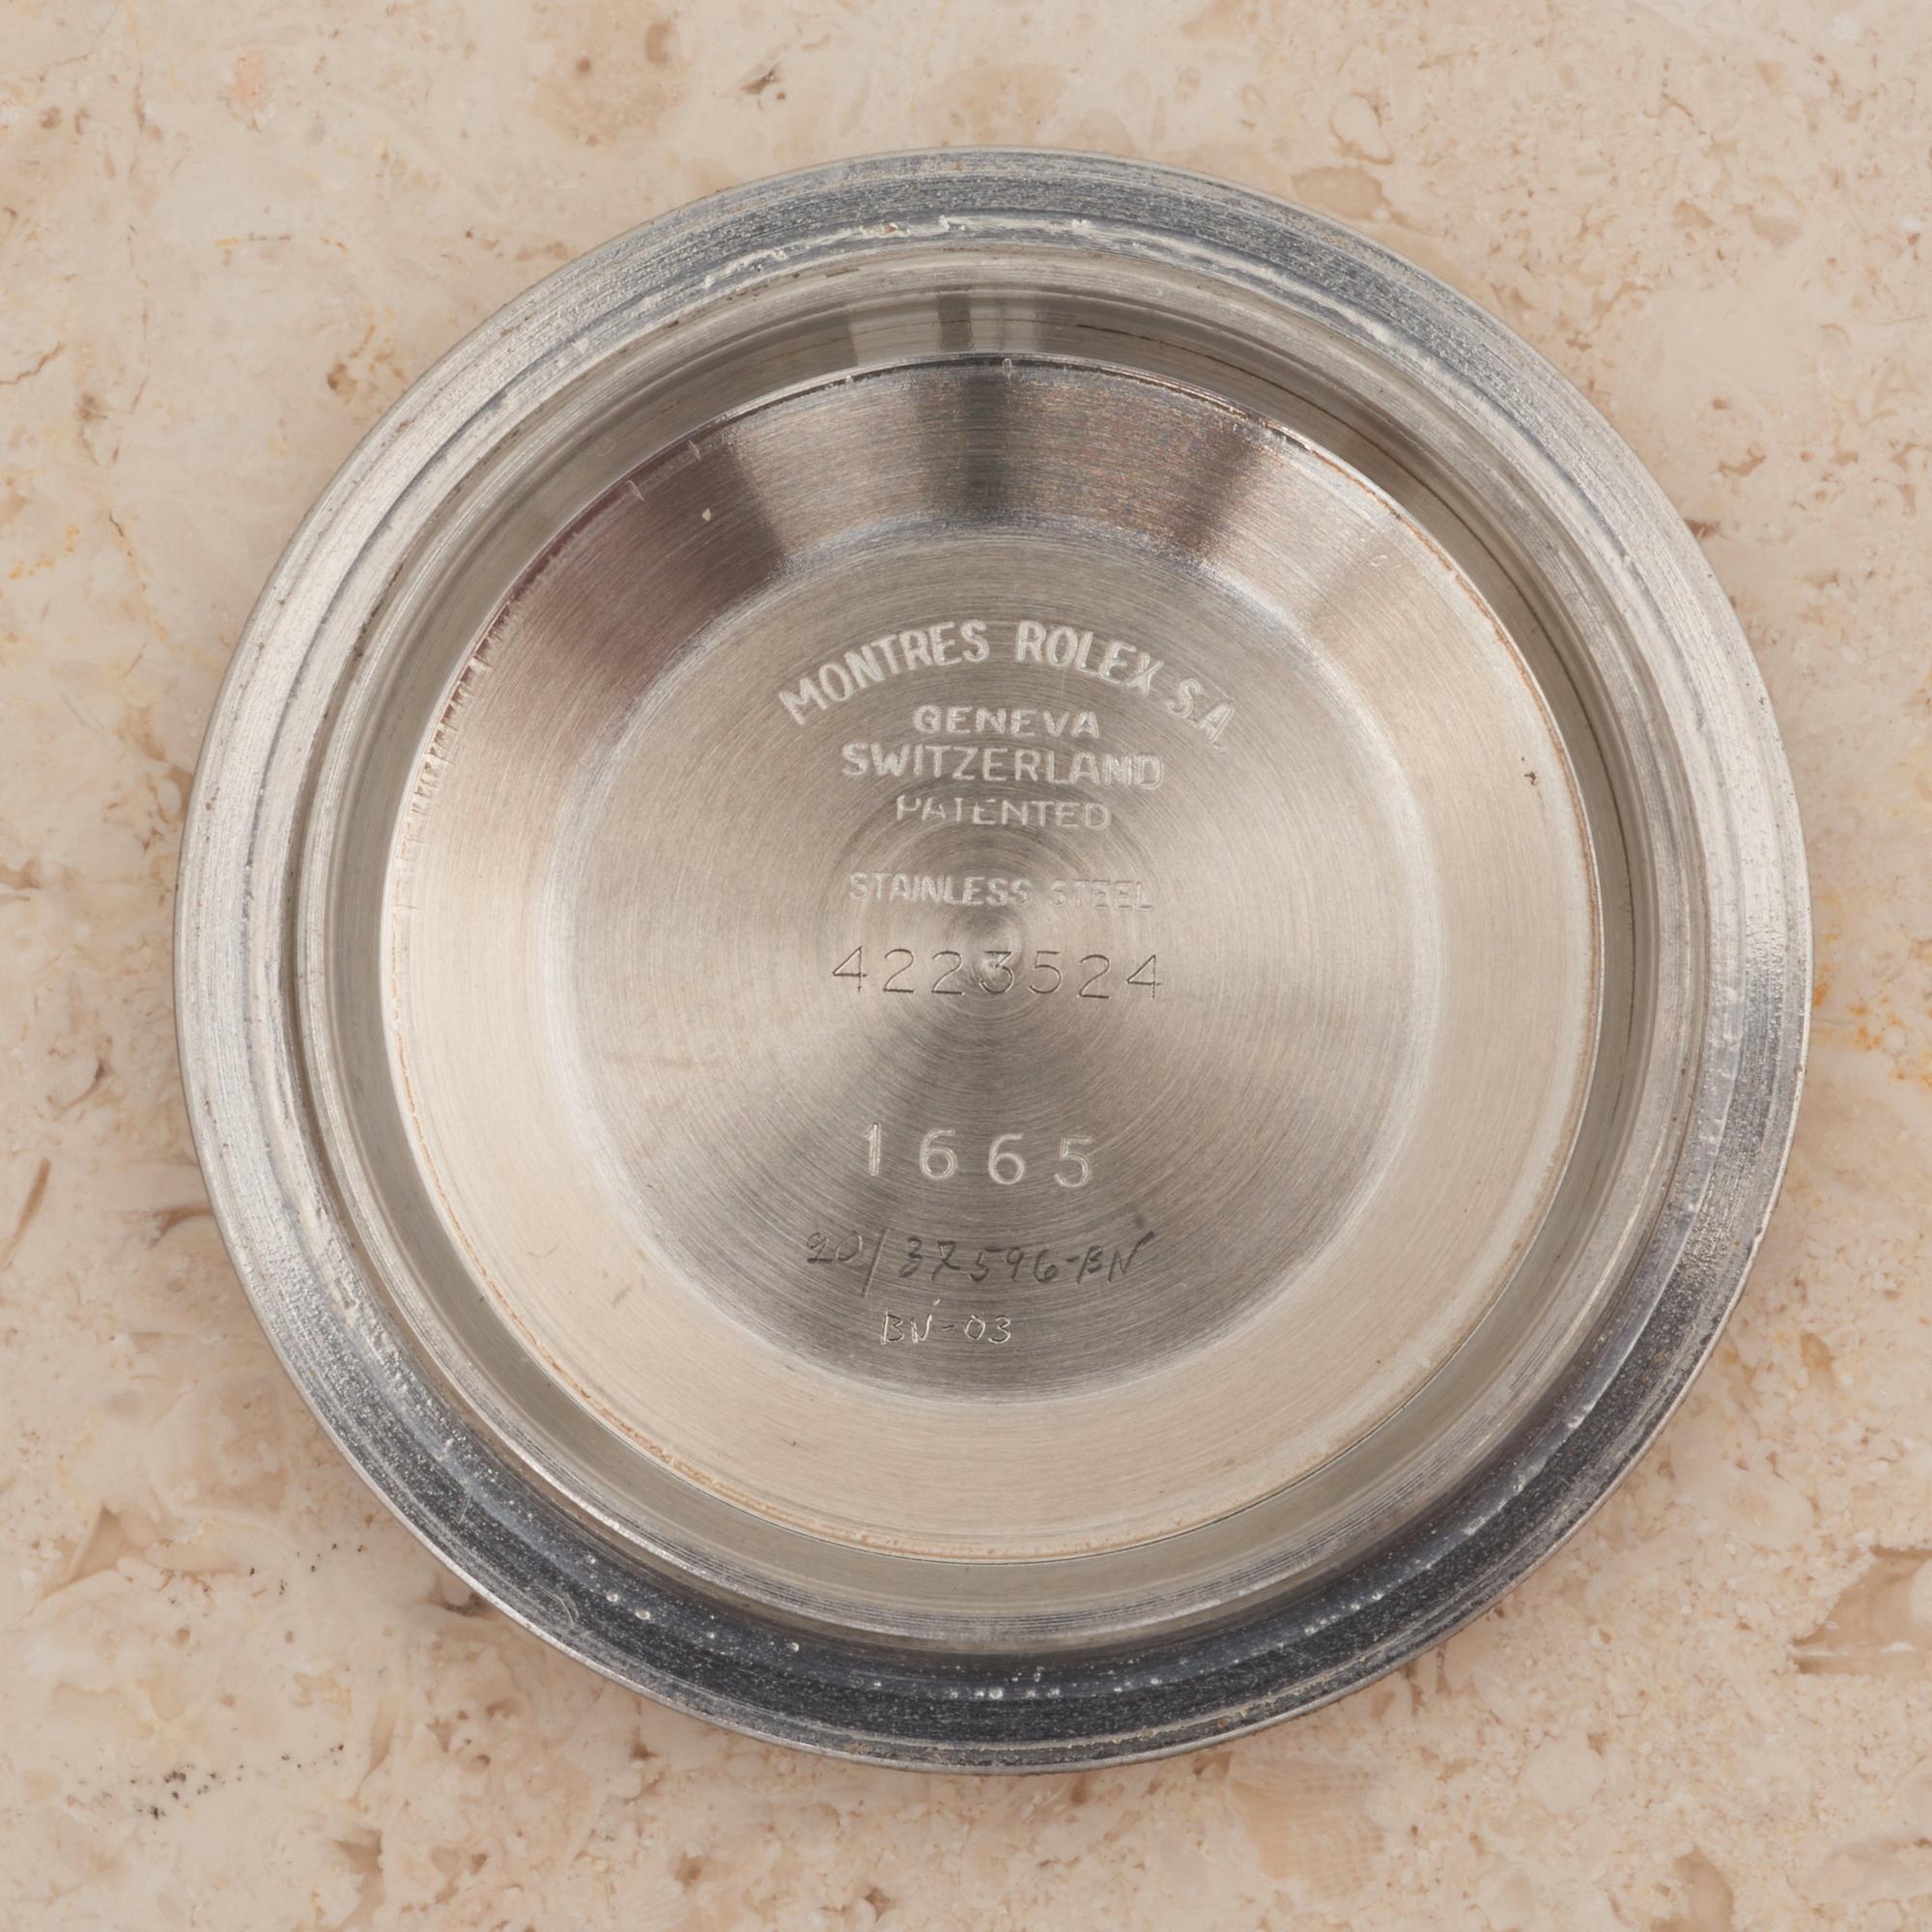 MONTRES ROLEX S.A.
GENEVA
SWITZERLAND
PATENTED
STAINLESS STEEL
4223524
1665
20/37596-BN
BN-03